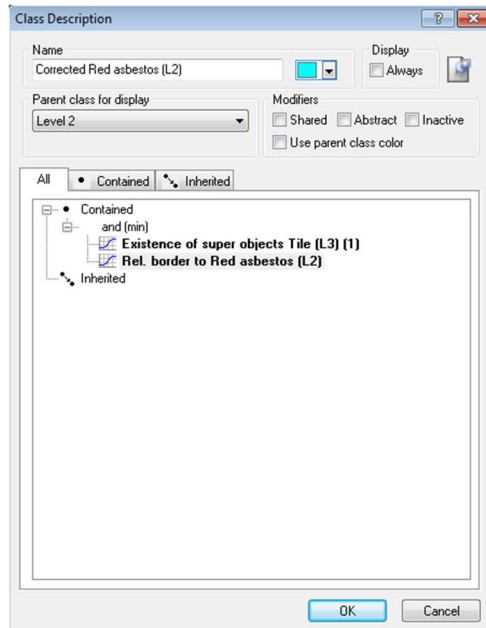 Class Description
Name
Corrected Red asbestos (L2)
Display
Always
Parent class for display
Level 2
Modifiers
Shared Abstract Inactive
Use parent class color
All Contained Inherited
Contained
and (min)
Existence of super objects Tile (L3) (1)
Rel. border to Red asbestos (L2)
Inherited
OK Cancel